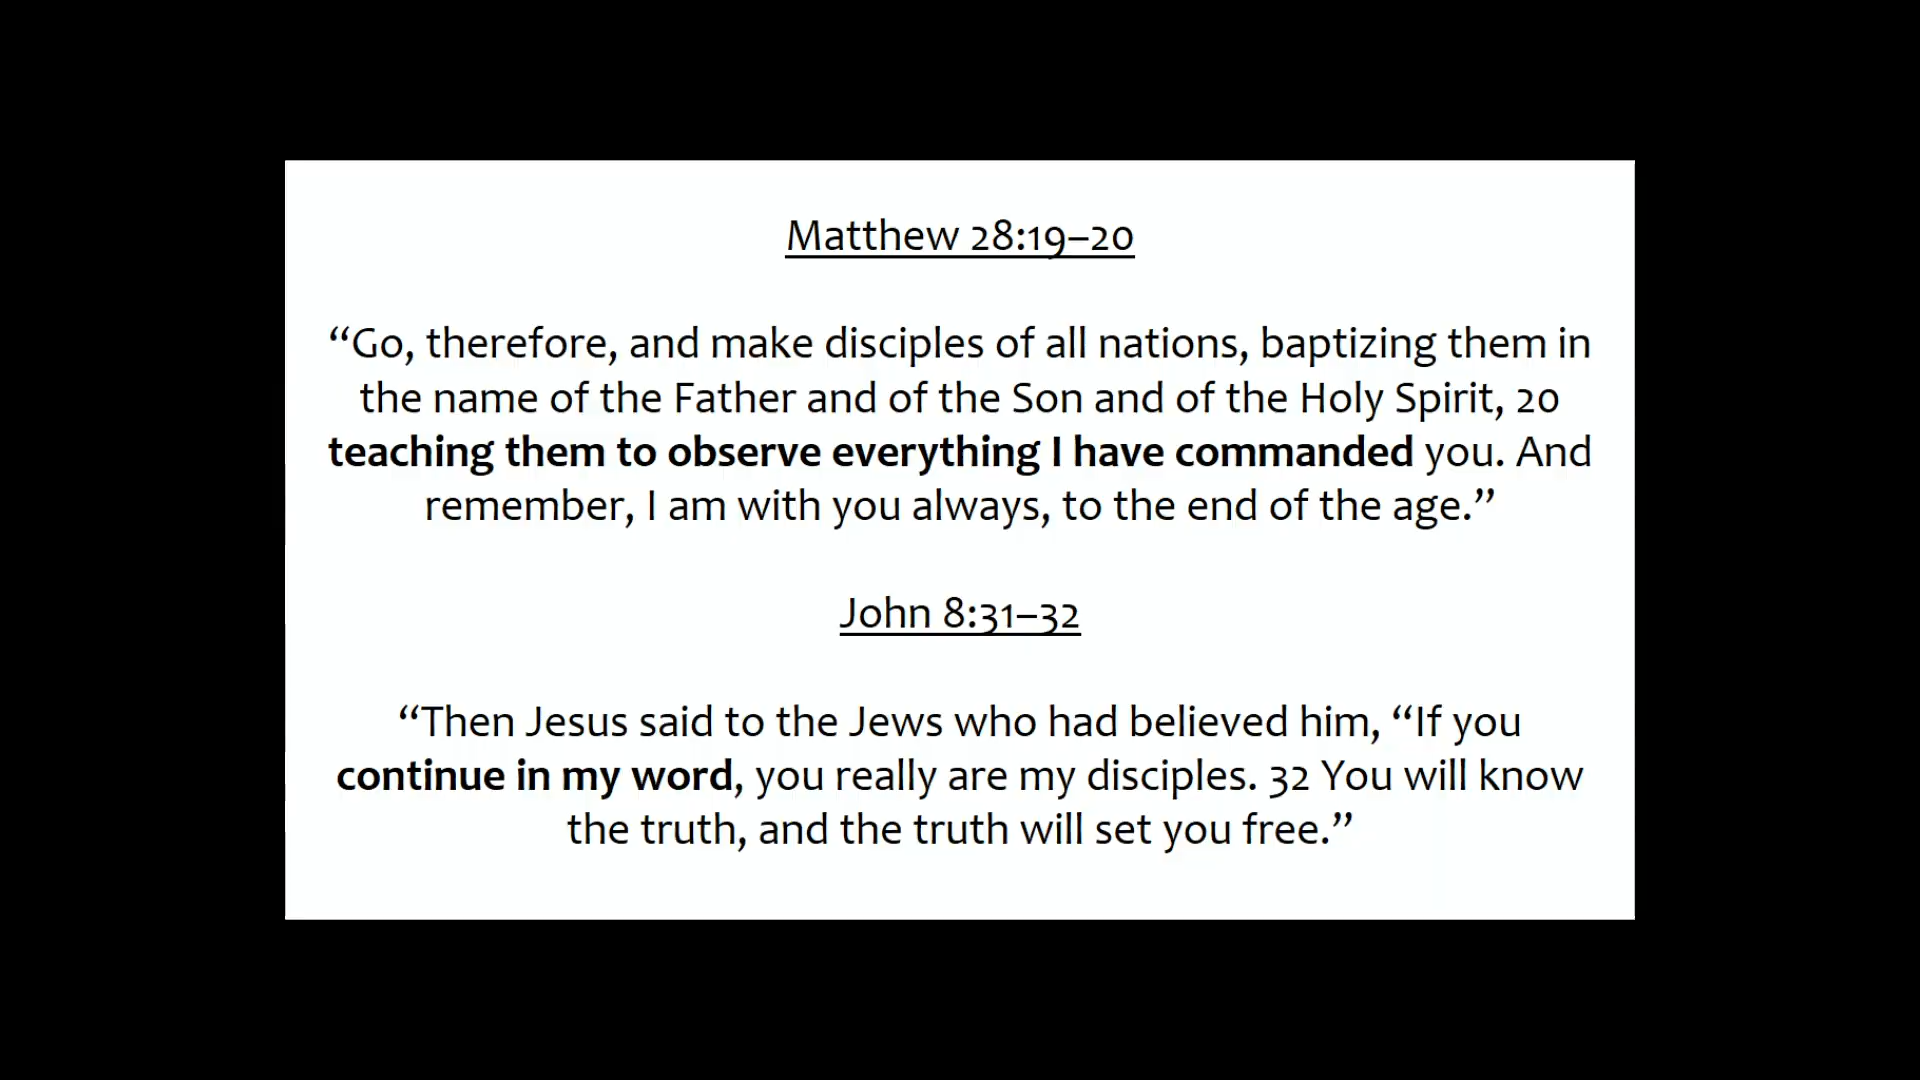 Matthew 28:19–20
“Go, therefore, and make disciples of all nations, baptizing them in
the name of the Father and of the Son and of the Holy Spirit, 20
teaching them to observe everything I have commanded you. And
remember, I am with you always, to the end of the age.”
John 8:31–32
“Then Jesus said to the Jews who had believed him, “If you
continue in my word, you really are my disciples. 32 You will know
the truth, and the truth will set you free.”